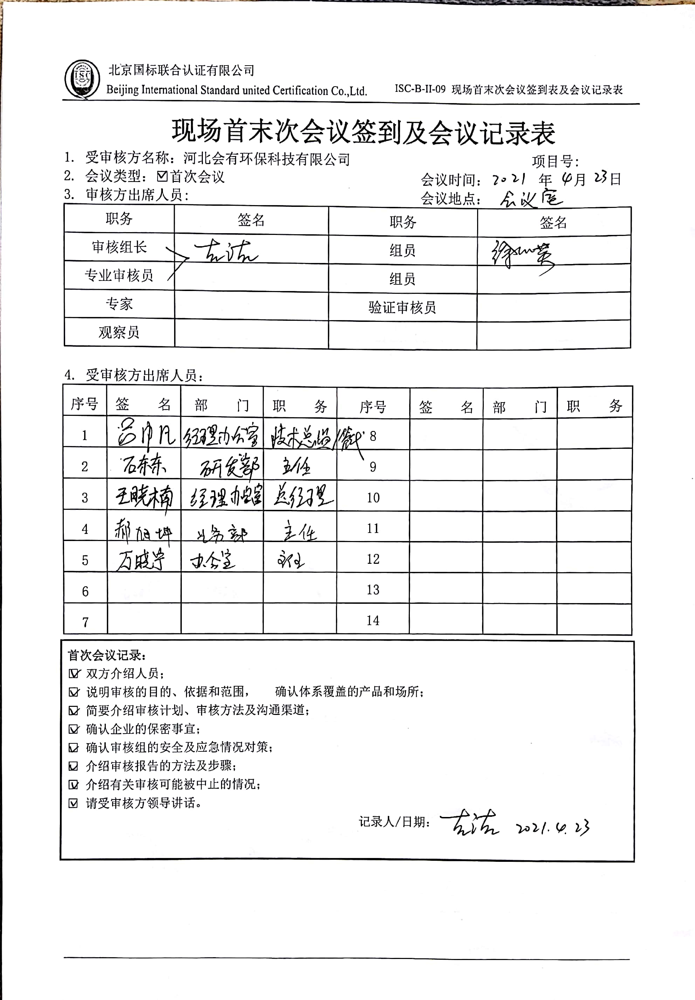 ISC
北京国标联合认证有限公司
Beijing International Standard united Certification Co.,Ltd. ISC-B-II-09 现场首末次会议签到表及会议记录表
现场首末次会议签到及会议记录表
1. 受审核方名称：河北会有环保科技有限公司 项目号：
2. 会议类型：☑首次会议 会议时间：2021 年 4月 23日
3. 审核方出席人员： 会议地点： 会议室
职务 签名 职务 签名
审核组长 组员
专业审核员 组员
专家 验证审核员
观察员
4. 受审核方出席人员：
序号 签 名 部 门 职 务 序号 签 名 部 门 职 务
1 经理办公室 技术总监 8
2 石东东 研发部 主任 9
3 王晓楠 经理办公室 总经理 10
4 郝旭坤 业务部 主任 11
5 万晓宁 办公室 主任 12
6 13
7 14
首次会议记录：
☑ 双方介绍人员；
☑ 说明审核的目的、依据和范围， 确认体系覆盖的产品和场所；
☑ 简要介绍审核计划、审核方法及沟通渠道；
☑ 确认企业的保密事宜；
☑ 确认审核组的安全及应急情况对策；
☑ 介绍审核报告的方法及步骤；
☑ 介绍有关审核可能被中止的情况；
☑ 请受审核方领导讲话。
记录人/日期： 2021.4.23